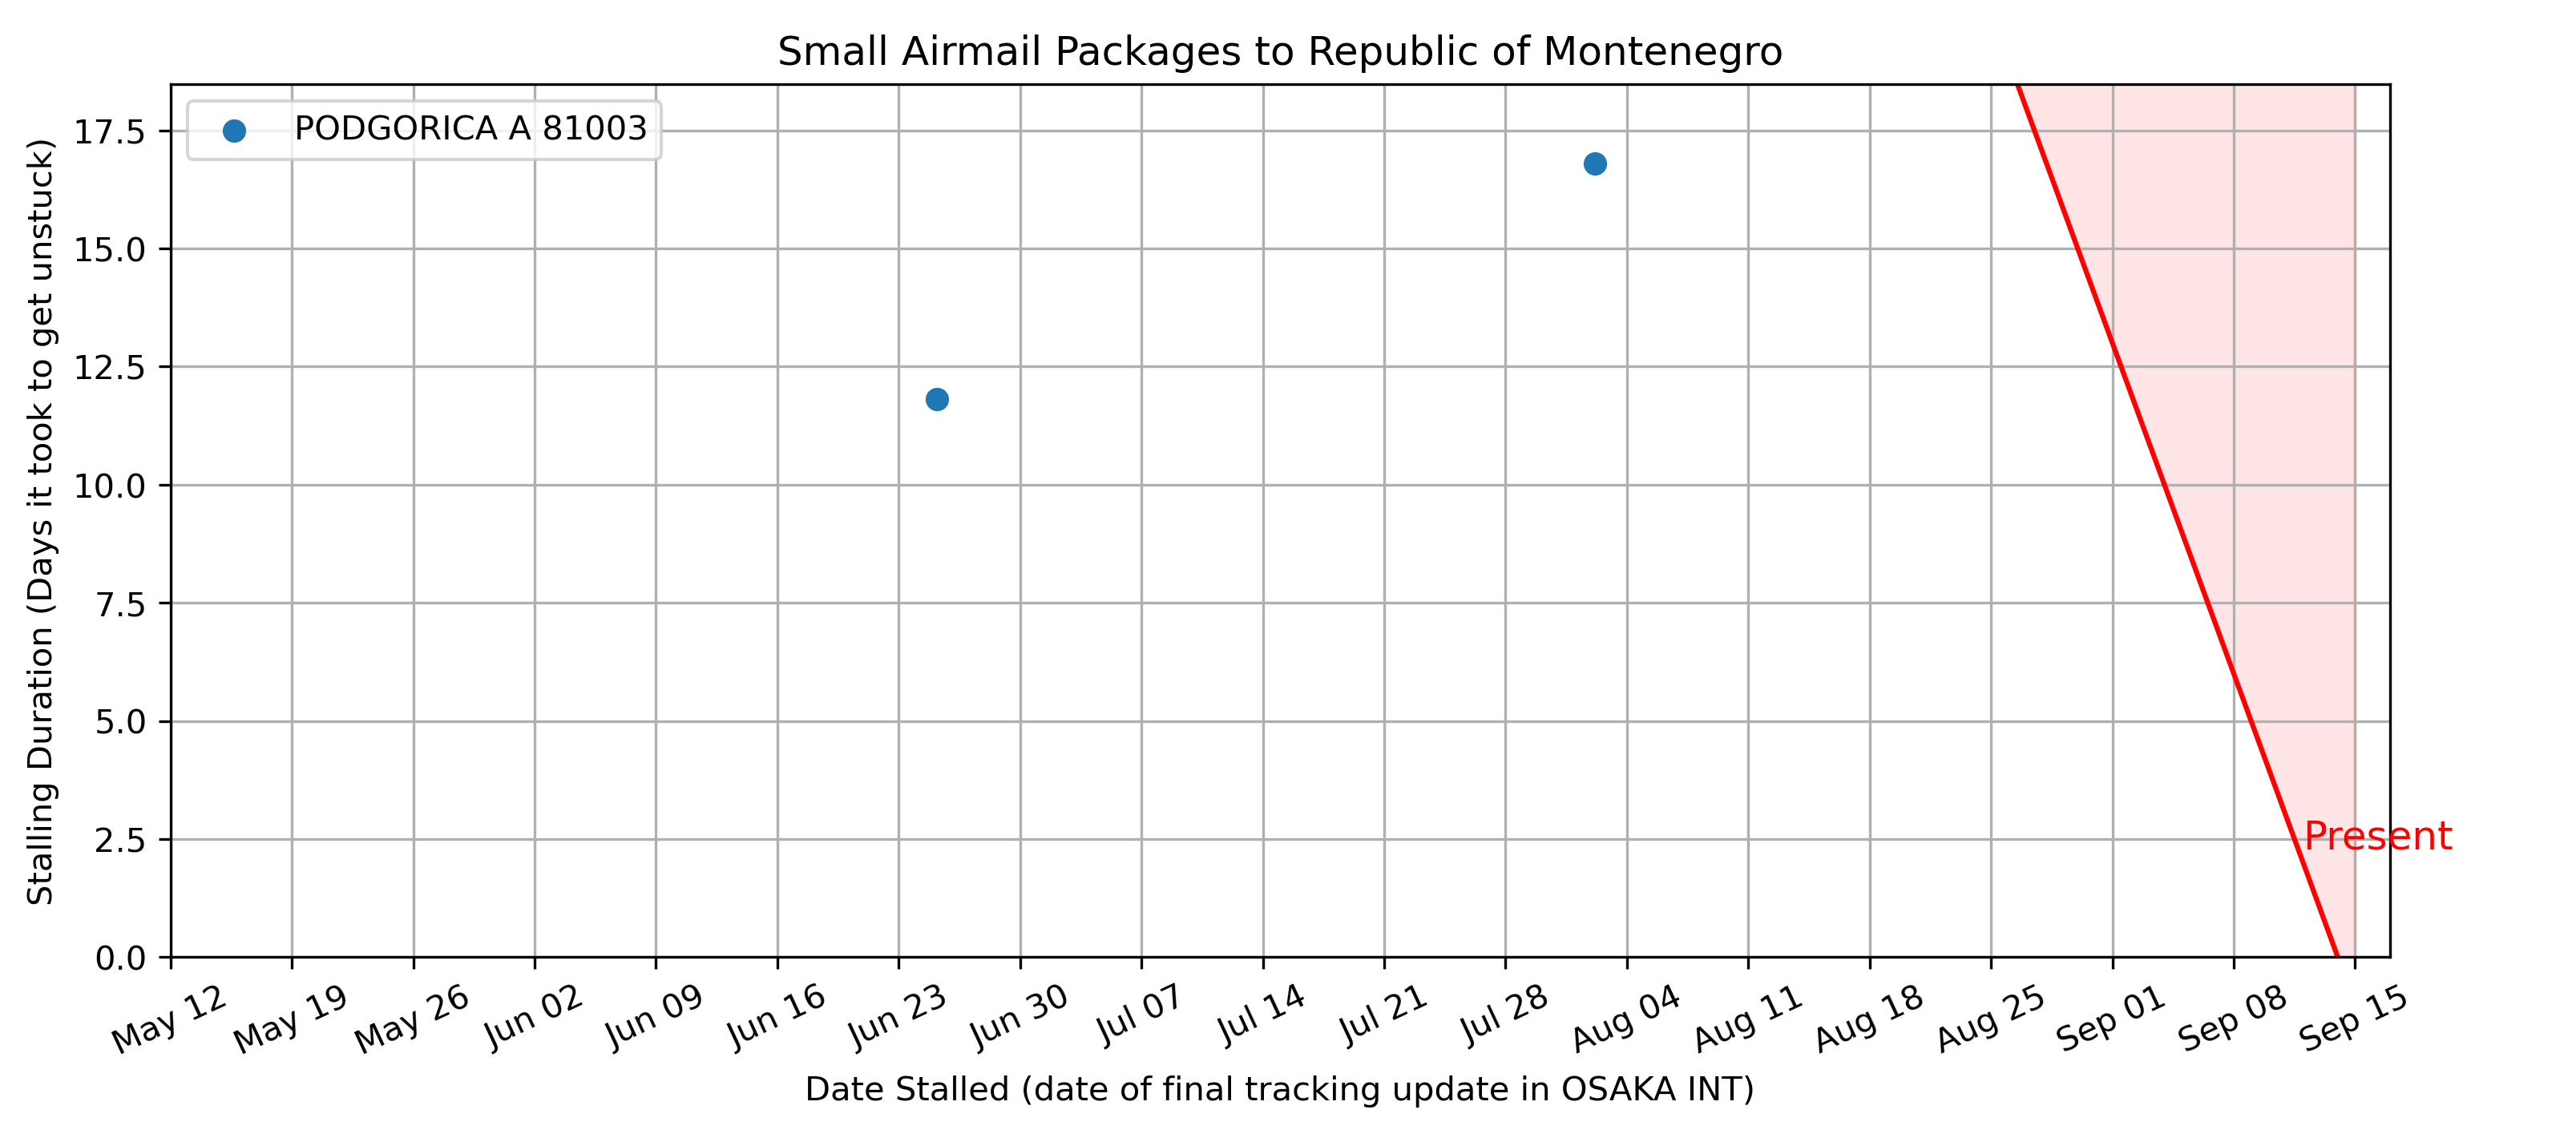 Small Airmail Packages to Republic of Montenegro
PODGORICA A 81003
Stalling Duration (Days it took to get unstuck)
17.5
15.0
12.5
10.0
7.5
5.0
2.5
0.0
Present
May 12
May 19
May 26
Jun 02
Jun 09
Jun 16
Jun 23
Jun 30
Jul 07
Jul 14
Jul 21
Jul 28
Aug 04
Aug 11
Aug 18
Aug 25
Sep 01
Sep 08
Sep 15
Date Stalled (date of final tracking update in OSAKA INT)